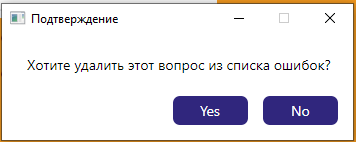 Подтверждение
Хотите удалить этот вопрос из списка ошибок?
Yes No